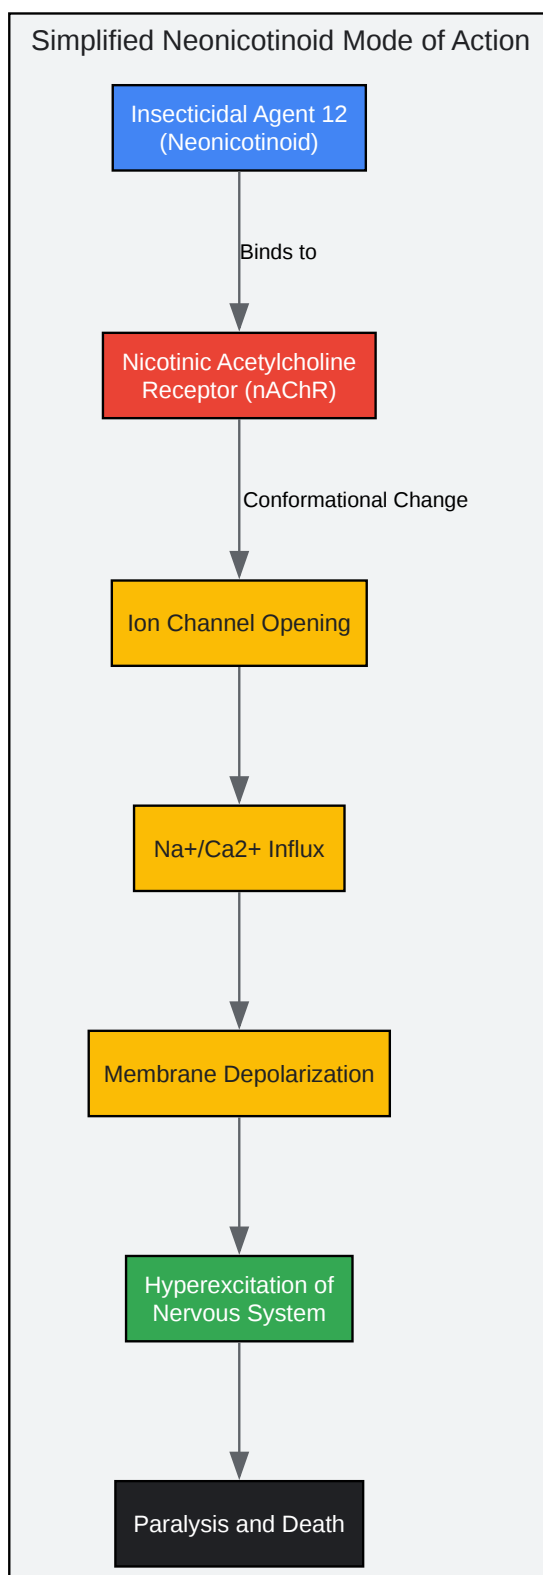 Simplified Neonicotinoid Mode of Action
Insecticidal Agent 12
(Neonicotinoid)
Binds to
Nicotinic Acetylcholine
Receptor (nAChR)
Conformational Change
Ion Channel Opening
Na+/Ca2+ Influx
Membrane Depolarization
Hyperexcitation of
Nervous System
Paralysis and Death